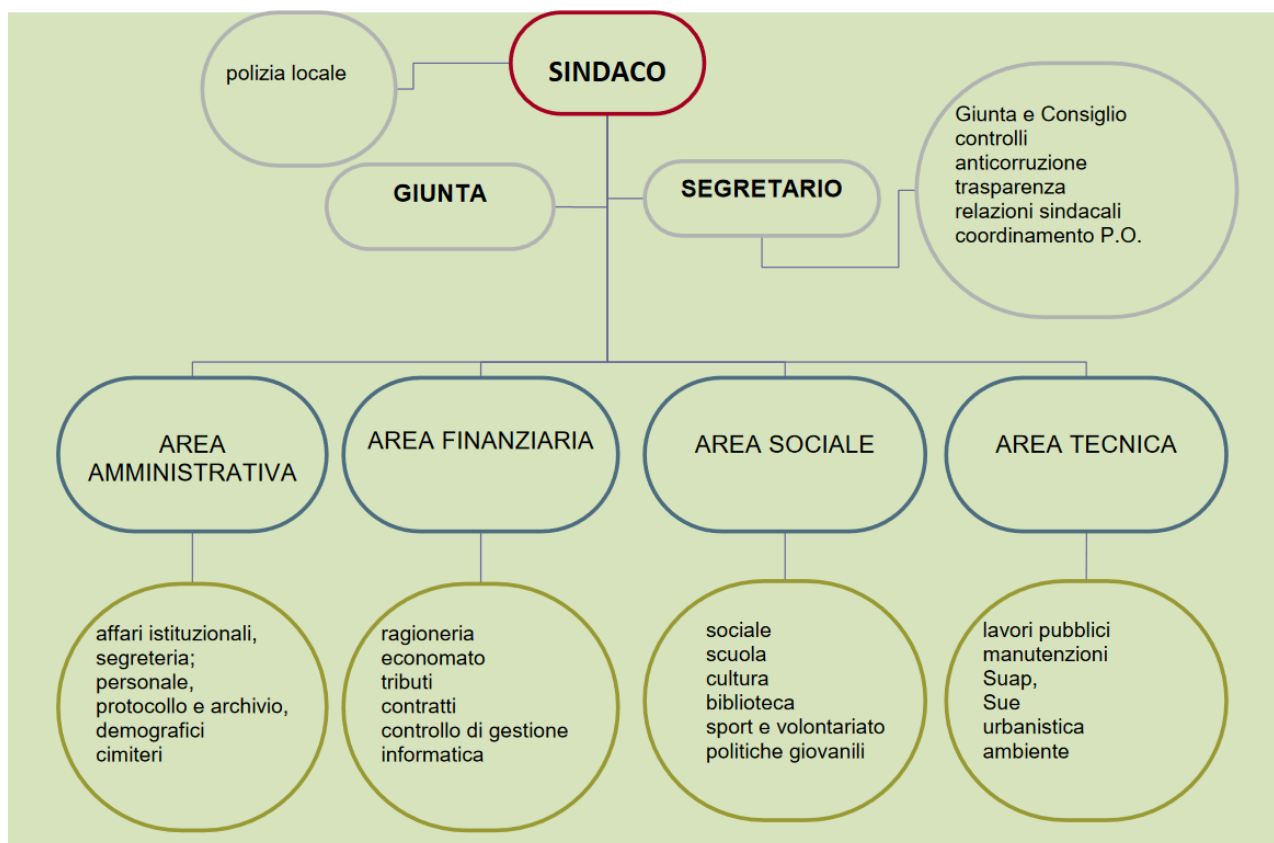 polizia locale
SINDACO
GIUNTA
SEGRETARIO
Giunta e Consiglio
controlli
anticorruzione
trasparenza
relazioni sindacali
coordinamento P.O.
AREA
AMMINISTRATIVA
AREA FINANZIARIA
AREA SOCIALE
AREA TECNICA
affari istituzionali,
segreteria;
personale,
protocollo e archivio,
demografici
cimiteri
ragioneria
economato
tributi
contratti
controllo di gestione
informatica
sociale
scuola
cultura
biblioteca
sport e volontariato
politiche giovanili
lavori pubblici
manutenzioni
Suap,
Sue
urbanistica
ambiente